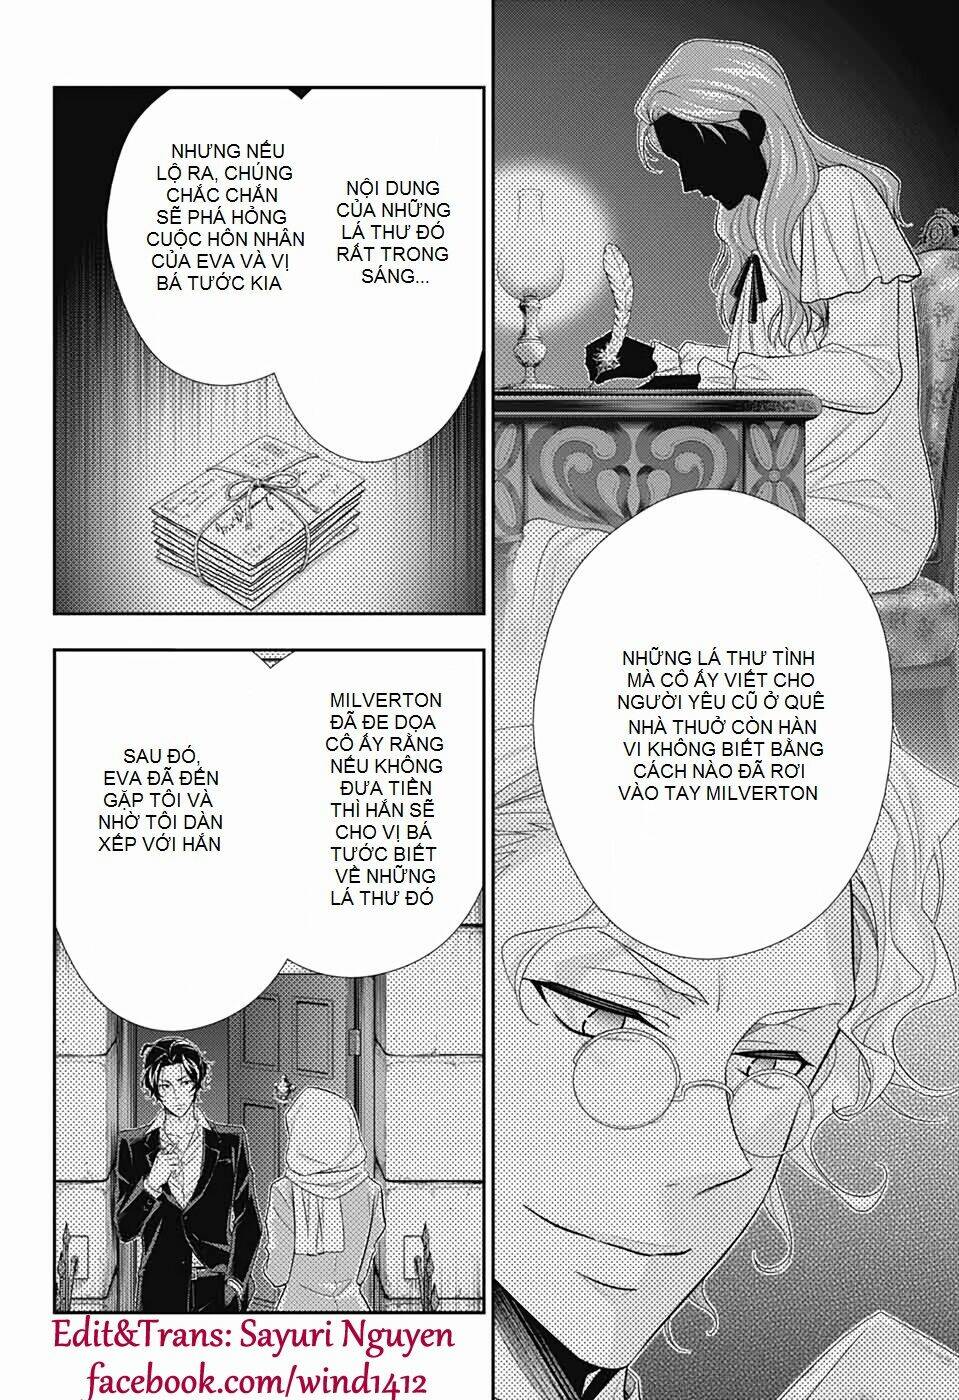 NHỮNG LÁ THƯ TÌNH
MÀ CÔ ẤY VIẾT CHO
NGƯỜI YÊU CŨ Ở QUÊ
NHÀ THUỞ CÒN HÀN
VI KHÔNG BIẾT BẰNG
CÁCH NÀO ĐÃ RƠI
VÀO TAY MILVERTON
NỘI DUNG
CỦA NHỮNG
LÁ THƯ ĐÓ
RẤT TRONG
SÁNG...
NHƯNG NẾU
LỘ RA, CHÚNG
CHẮC CHẮN
SẼ PHÁ HỎNG
CUỘC HÔN NHÂN
CỦA EVA VÀ VỊ
BÁ TƯỚC KIA
MILVERTON
ĐÃ ĐE DỌA
CÔ ẤY RẰNG
NẾU KHÔNG
ĐƯA TIỀN
THÌ HẮN SẼ
CHO VỊ BÁ
TƯỚC BIẾT
VỀ NHỮNG
LÁ THƯ ĐÓ
SAU ĐÓ,
EVA ĐÃ ĐẾN
GẶP TÔI VÀ
NHỜ TÔI DÀN
XẾP VỚI HẮN
Edit&Trans: Sayuri Nguyen
facebook.com/wind1412